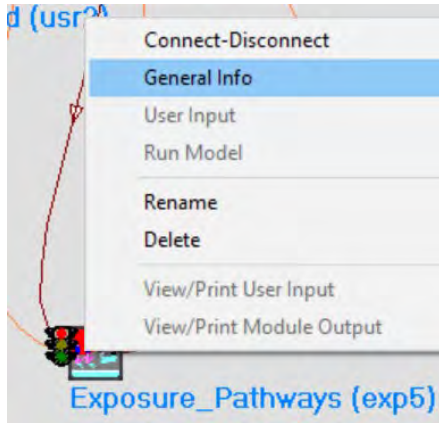 d (usr2)
Connect-Disconnect
General Info
User Input
Run Model
Rename
Delete
View/Print User Input
View/Print Module Output
Exposure_Pathways (exp5)